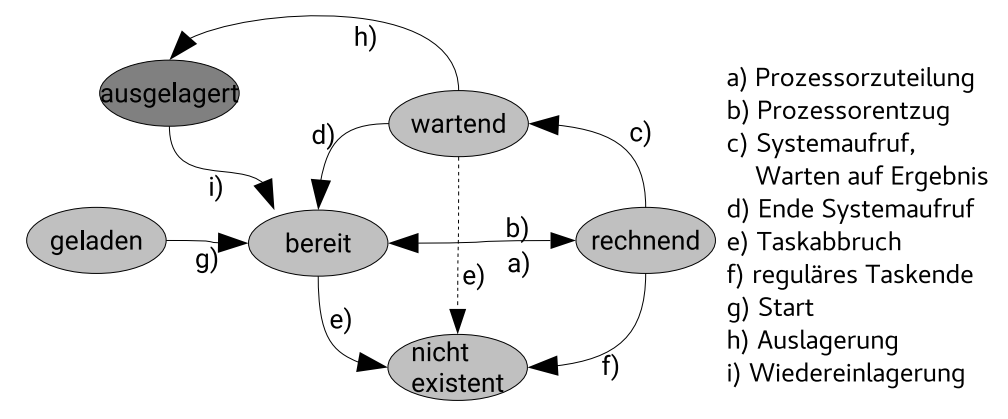 h)
ausgelagert
a) Prozessorzuteilung
b) Prozessorentzug
wartend
d)
c)
c) Systemaufruf,
Warten auf Ergebnis
i)
d) Ende Systemaufruf
geladen
bereit
b)
rechnend
e) Taskabbruch
g)
a)
e)
f) reguläres Taskende
g) Start
e)
h) Auslagerung
nicht
existent
f)
i) Wiedereinlagerung